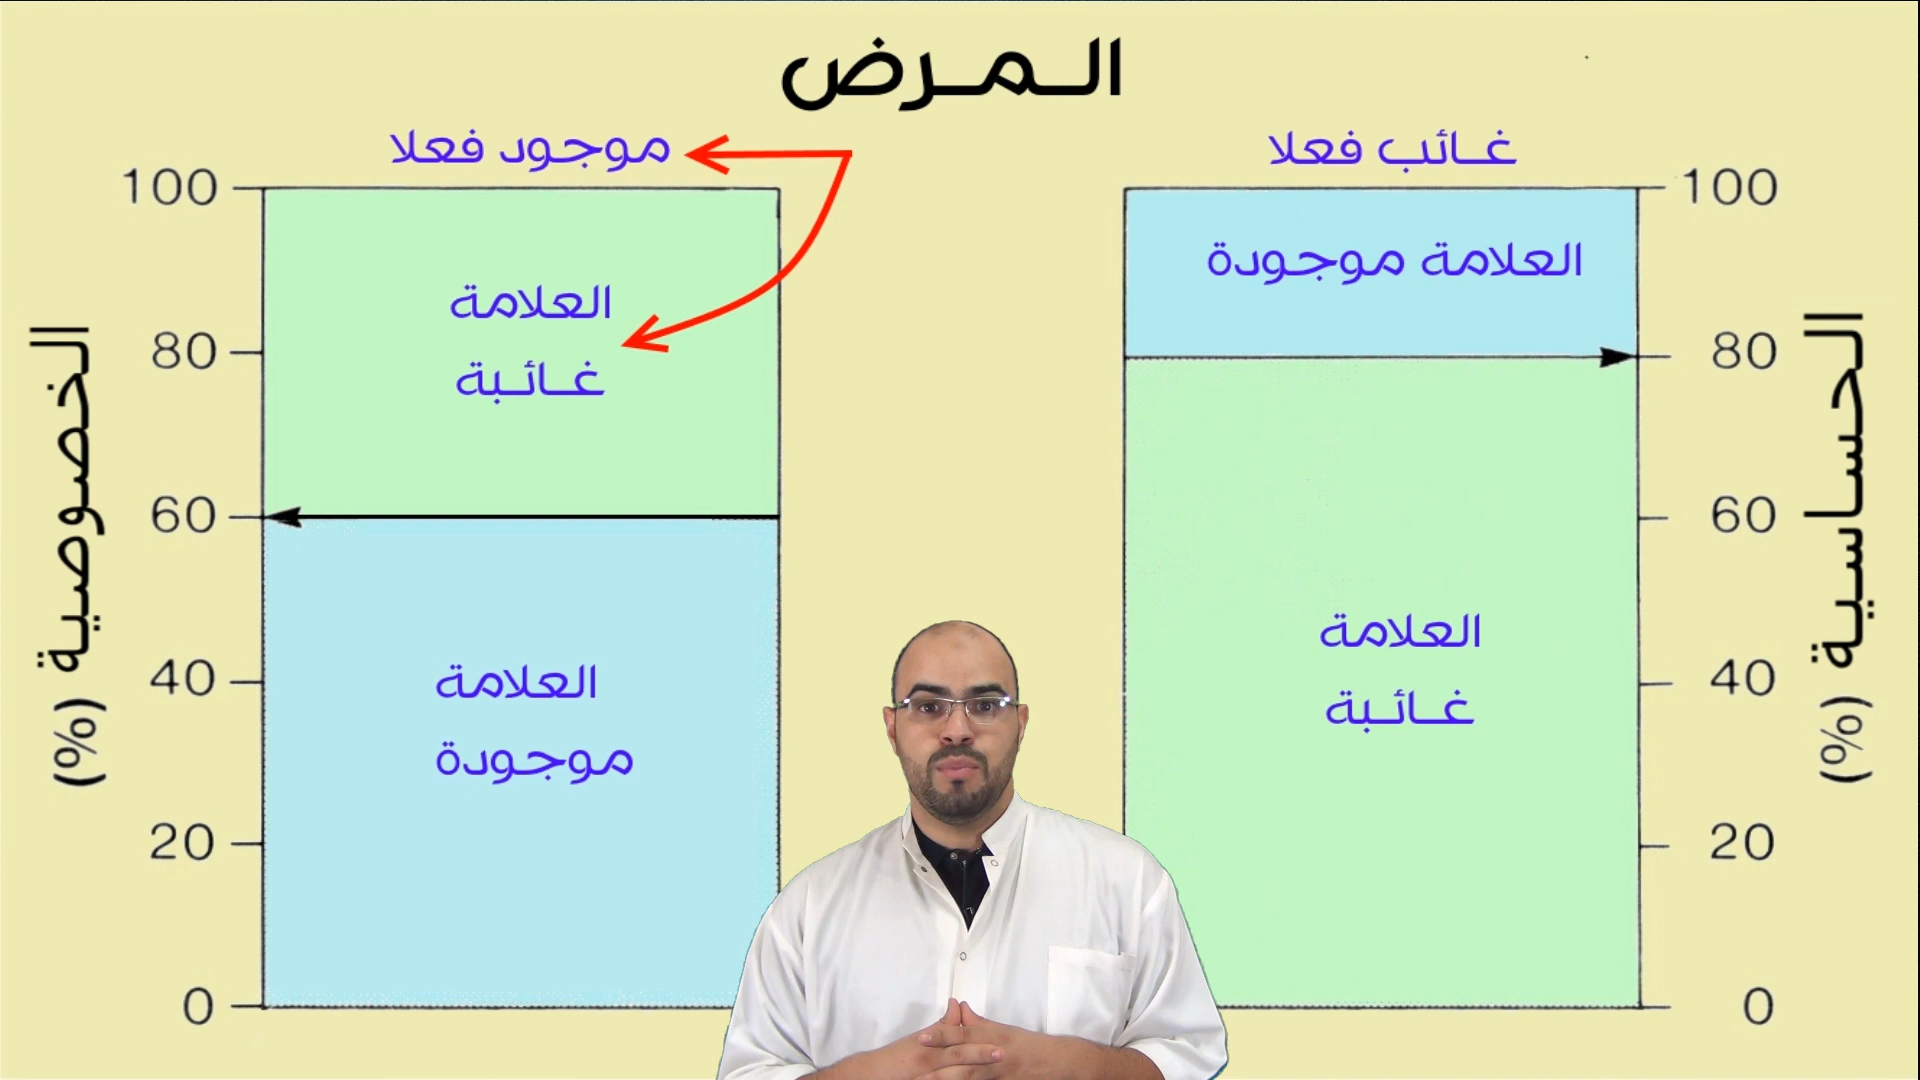 الـمـرض
غـائب فعلا
موجود فعلا
100
80
60
40
20
0
الحساسية (%)
العلامة موجودة
العلامة
غـائـبة
العلامة
غـائـبة
العلامة
موجودة
100
80
60
40
20
0
الخصوصية (%)